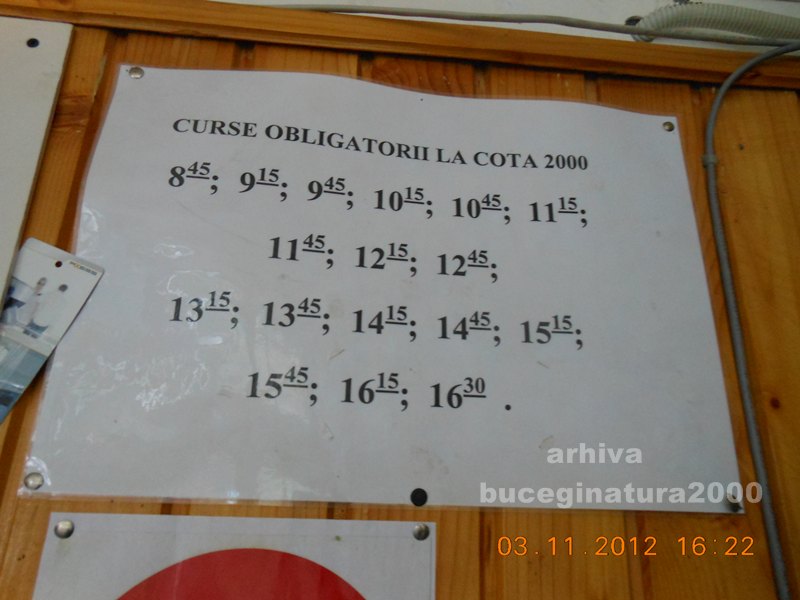 CURSE OBLIGATORII LA COTA 2000
8⁴⁵; 9¹⁵; 9⁴⁵; 10¹⁵; 10⁴⁵; 11¹⁵;
11⁴⁵; 12¹⁵; 12⁴⁵;
13¹⁵; 13⁴⁵; 14¹⁵; 14⁴⁵; 15¹⁵;
15⁴⁵; 16¹⁵; 16³⁰ .
arhiva
buceginatura2000
03.11.2012 16:22